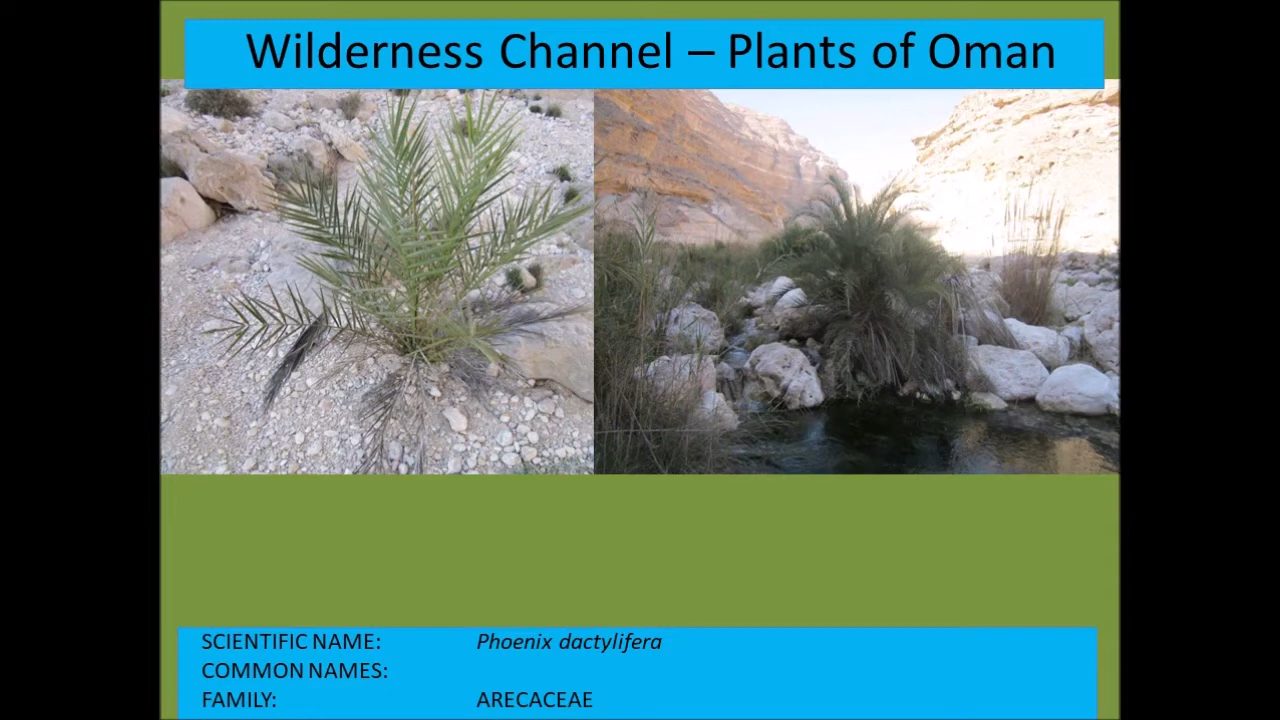 Wilderness Channel – Plants of Oman
SCIENTIFIC NAME: Phoenix dactylifera
COMMON NAMES:
FAMILY: ARECACEAE